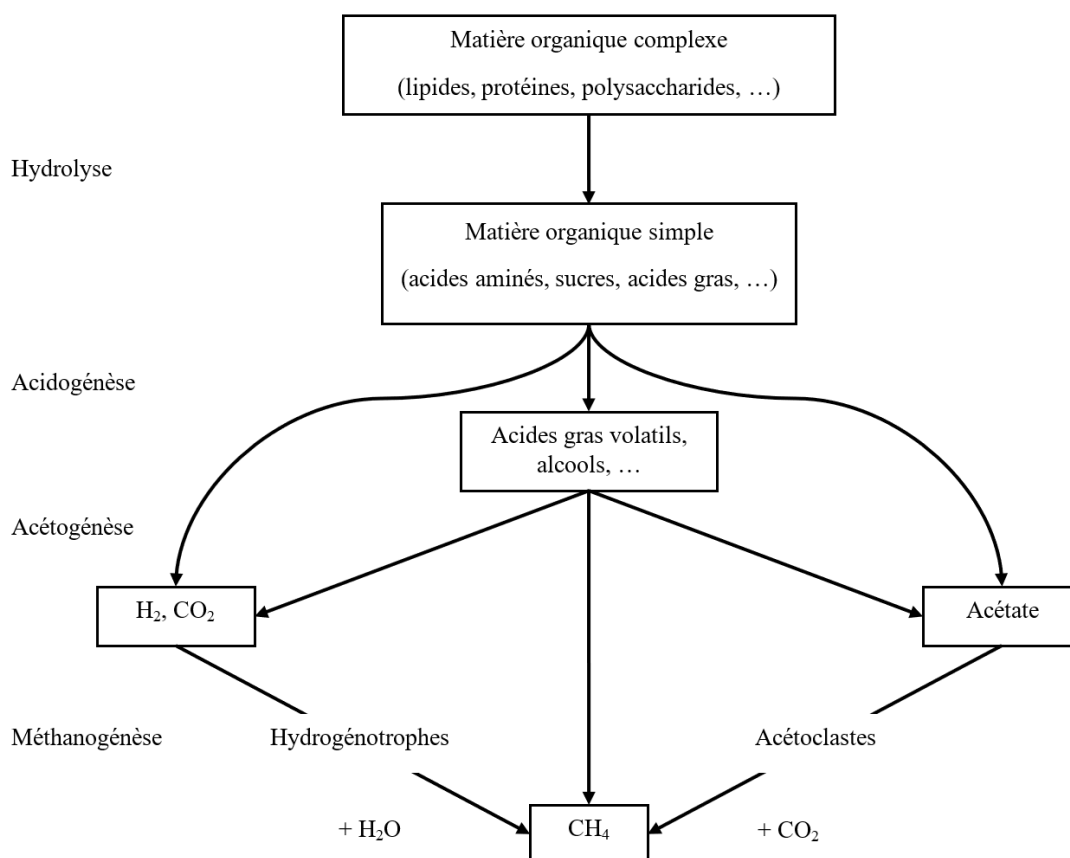 Matière organique complexe
(lipides, protéines, polysaccharides, …)
Hydrolyse
Matière organique simple
(acides aminés, sucres, acides gras, …)
Acidogénèse
Acides gras volatils,
alcools, …
Acétogénèse
H₂, CO₂
Acétate
Méthanogénèse
Hydrogénotrophes
Acétoclastes
+ H₂O
CH₄
+ CO₂